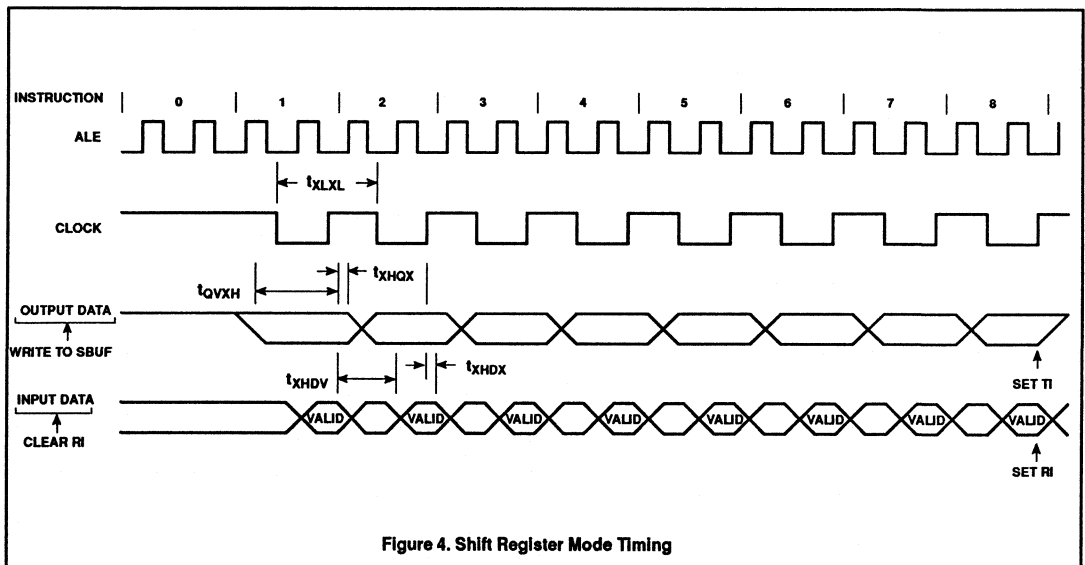 INSTRUCTION 0 1 2 3 4 5 6 7 8
ALE
tXLXL
CLOCK
tXHQX
tQVXH
OUTPUT DATA
WRITE TO SBUF
tXHDX
tXHDV
SET TI
INPUT DATA
VALID VALID VALID VALID VALID VALID VALID VALID
CLEAR RI
SET RI
Figure 4. Shift Register Mode Timing